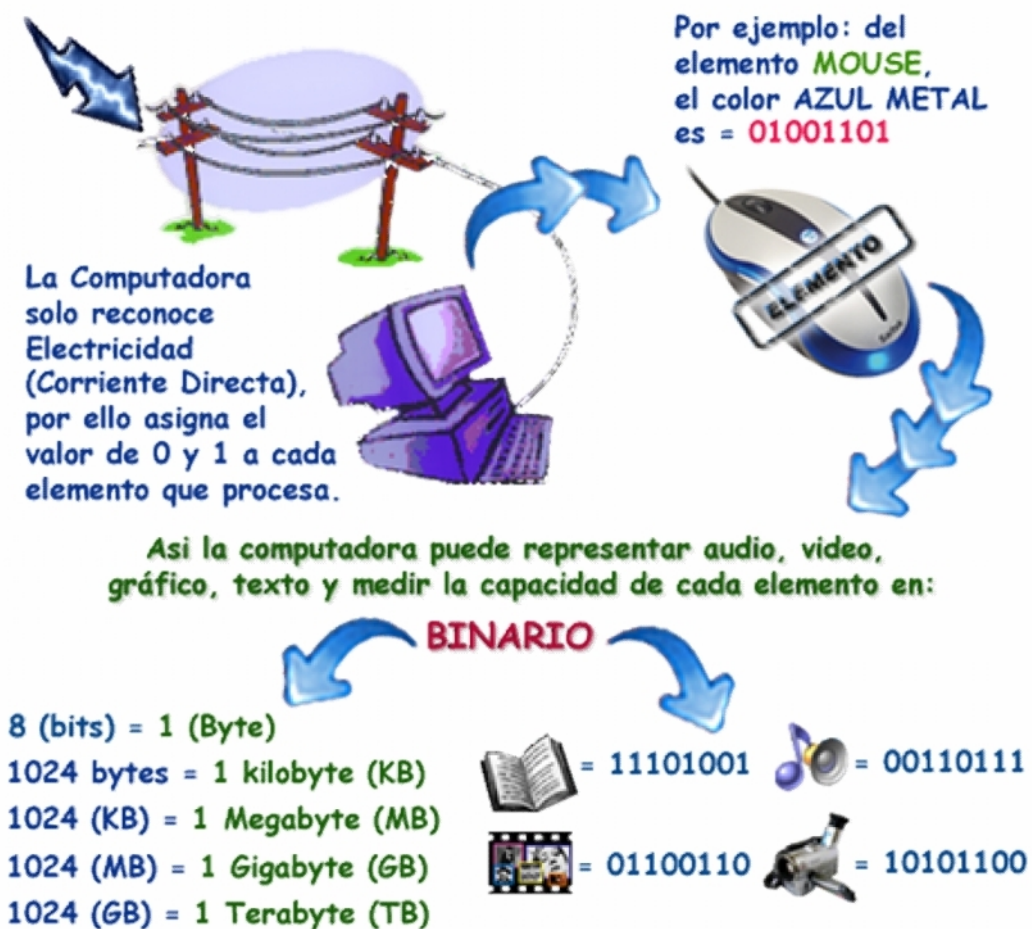 Por ejemplo: del
elemento MOUSE,
el color AZUL METAL
es = 01001101
ELEMENTO
La Computadora
solo reconoce
Electricidad
(Corriente Directa),
por ello asigna el
valor de 0 y 1 a cada
elemento que procesa.
Asi la computadora puede representar audio, video,
gráfico, texto y medir la capacidad de cada elemento en:
BINARIO
8 (bits) = 1 (Byte)
1024 bytes = 1 kilobyte (KB)
1024 (KB) = 1 Megabyte (MB)
1024 (MB) = 1 Gigabyte (GB)
1024 (GB) = 1 Terabyte (TB)
= 11101001
= 00110111
= 01100110
= 10101100